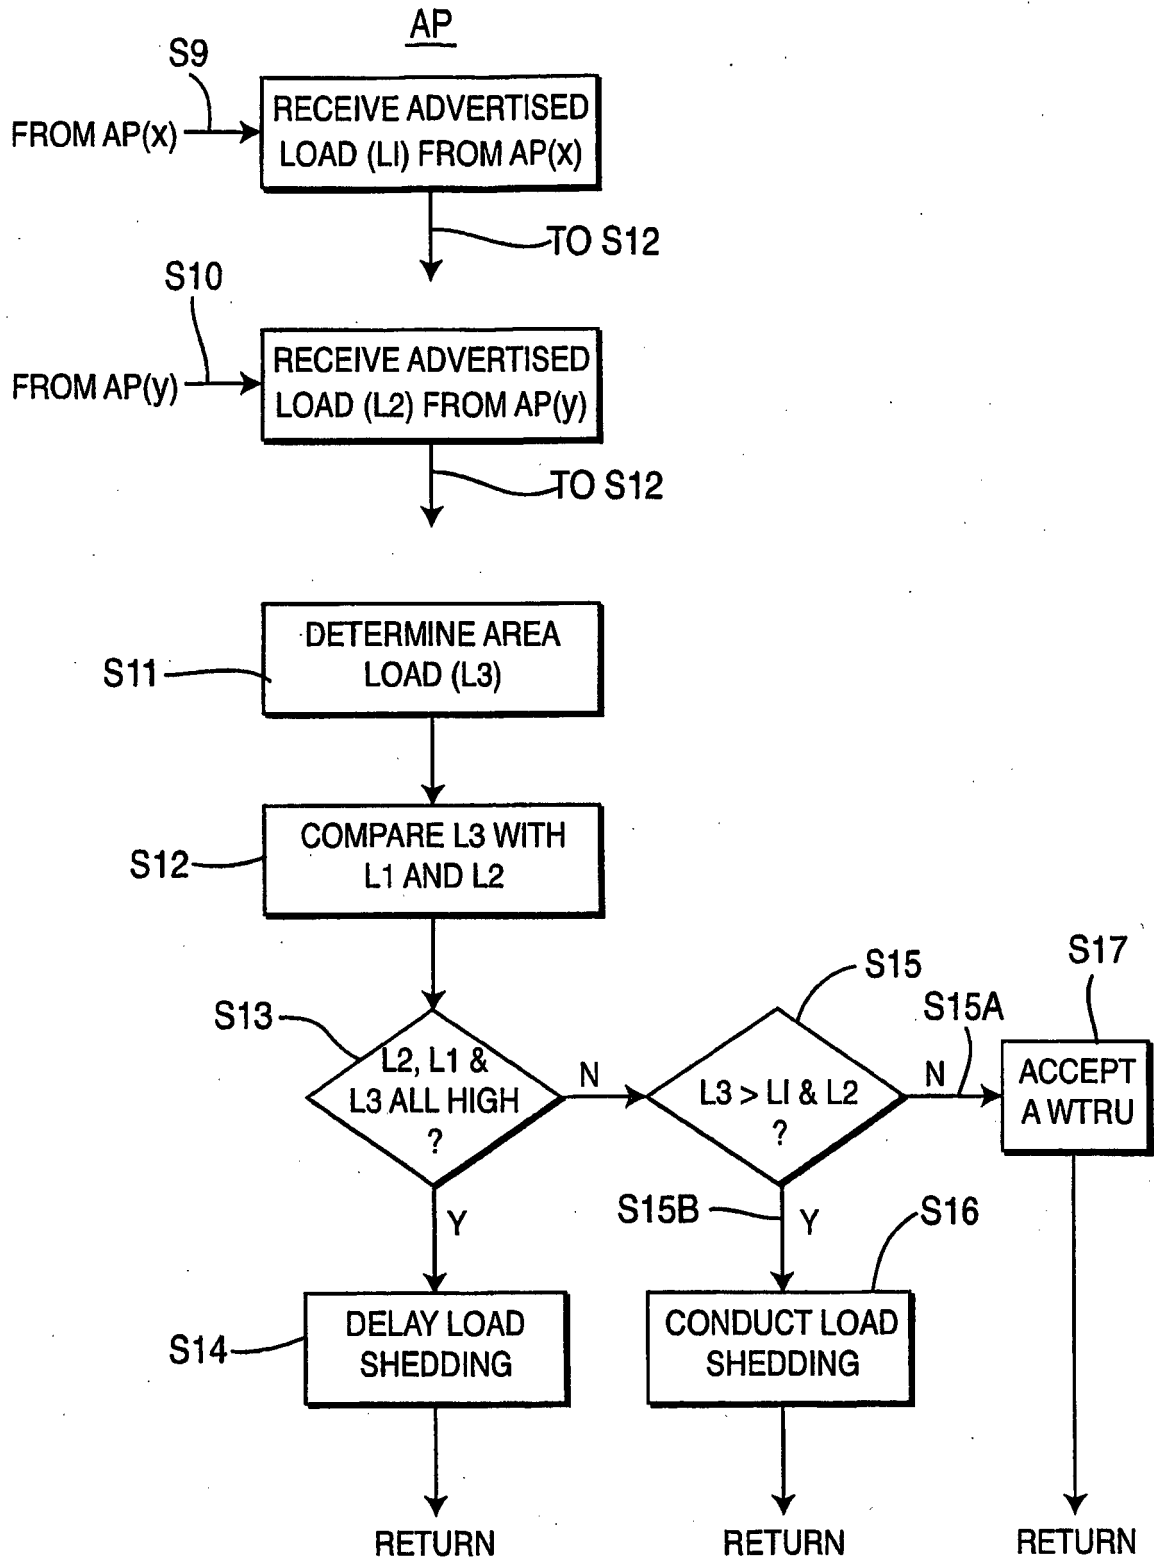 AP
S9
FROM AP(x)
RECEIVE ADVERTISED
LOAD (LI) FROM AP(x)
TO S12
S10
FROM AP(y)
RECEIVE ADVERTISED
LOAD (L2) FROM AP(y)
TO S12
S11
DETERMINE AREA
LOAD (L3)
S12
COMPARE L3 WITH
L1 AND L2
S13
L2, L1 &
L3 ALL HIGH
?
N
Y
S15
L3 > LI & L2
?
S15A
N
S17
ACCEPT
A WTRU
S15B
Y
S16
S14
DELAY LOAD
SHEDDING
CONDUCT LOAD
SHEDDING
RETURN
RETURN
RETURN